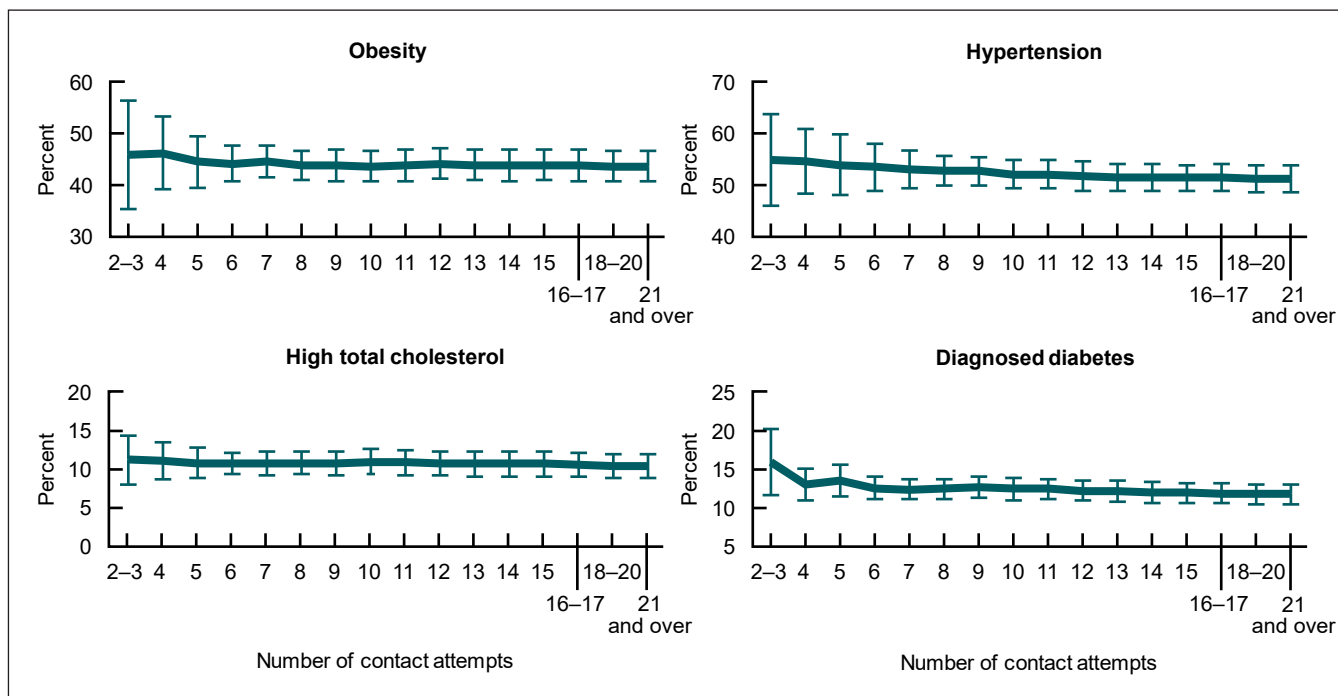 Obesity
60
50
40
30
Percent
2–3 4 5 6 7 8 9 10 11 12 13 14 15 18–20
16–17 21
and over
Hypertension
70
60
50
40
Percent
2–3 4 5 6 7 8 9 10 11 12 13 14 15 18–20
16–17 21
and over
High total cholesterol
20
15
10
5
0
Percent
2–3 4 5 6 7 8 9 10 11 12 13 14 15 18–20
16–17 21
and over
Number of contact attempts
Diagnosed diabetes
25
20
15
10
5
Percent
2–3 4 5 6 7 8 9 10 11 12 13 14 15 18–20
16–17 21
and over
Number of contact attempts